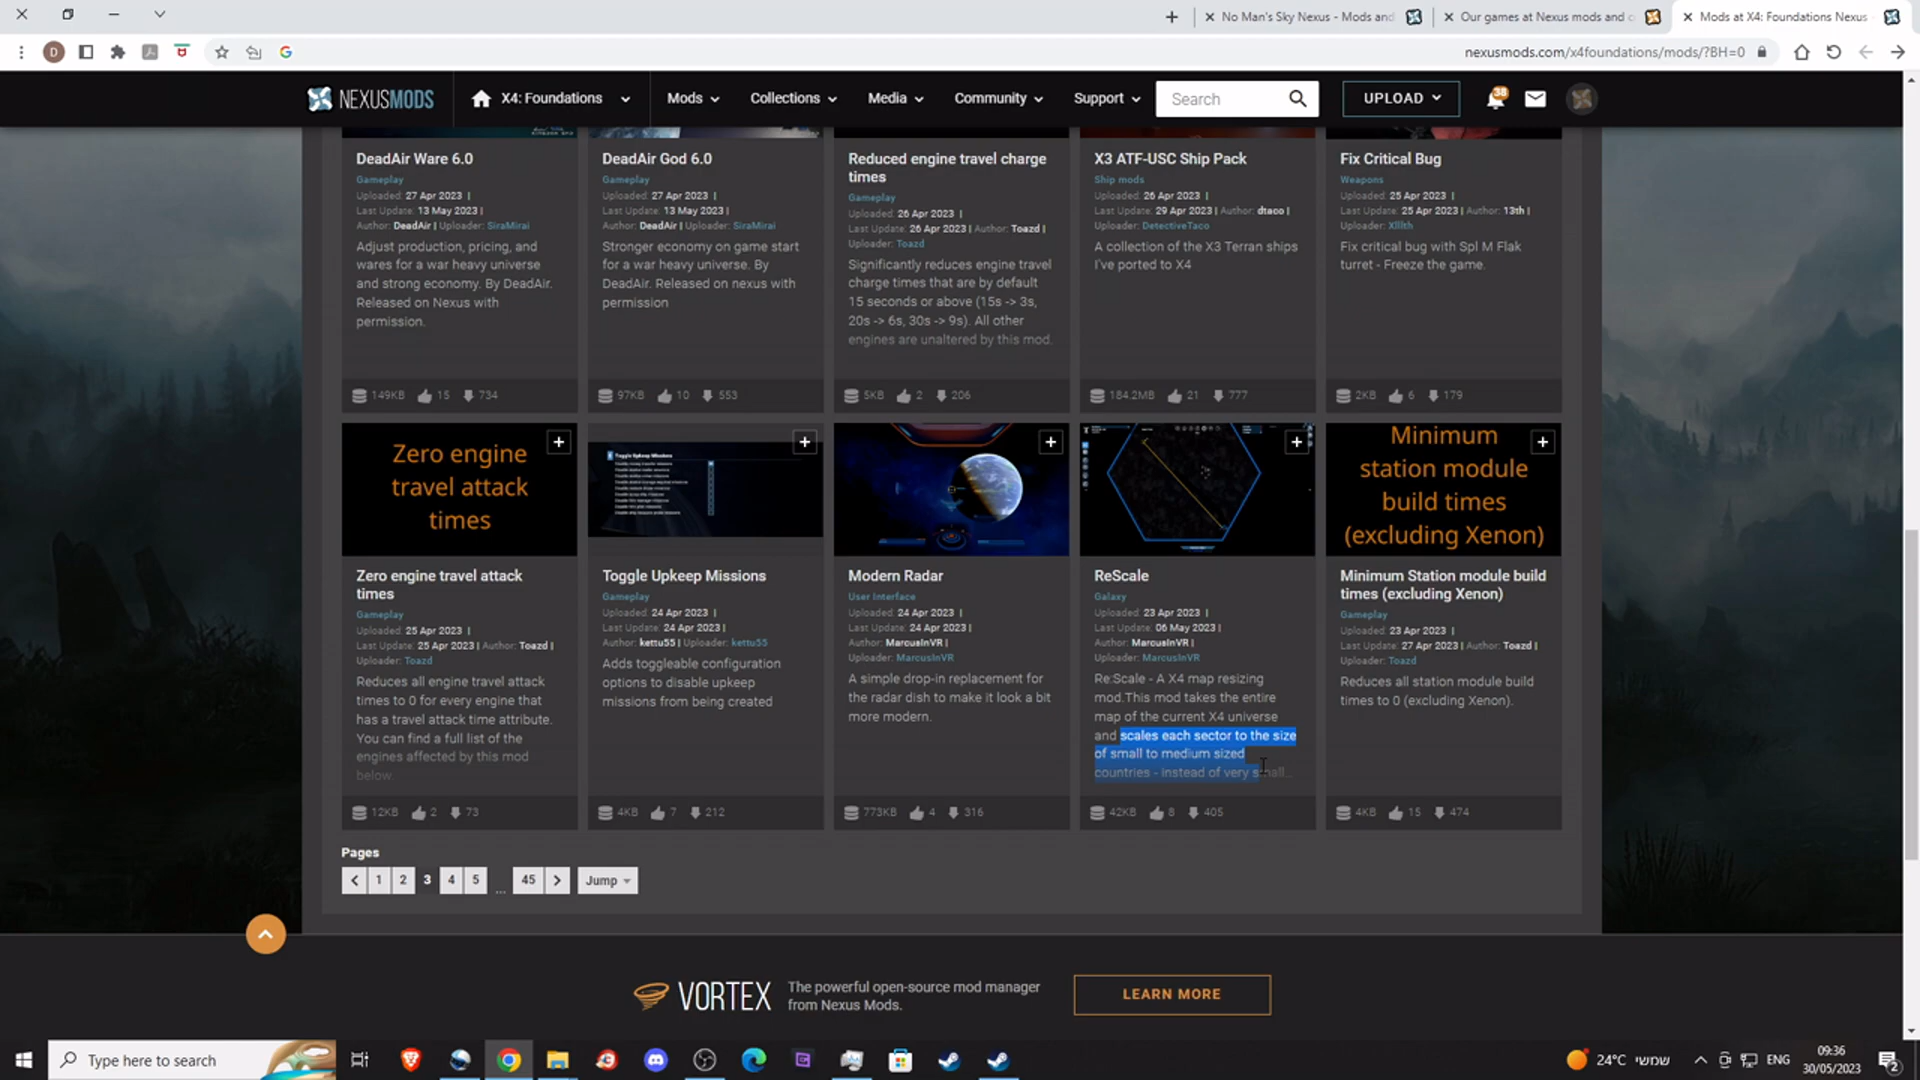 No Man's Sky Nexus - Mods and
Our games at Nexus mods and c
Mods at X4: Foundations Nexus
D
nexusmods.com/x4foundations/mods/?BH=0
NEXUSMODS
X4: Foundations
Mods
Collections
Media
Community
Support
Search
UPLOAD
38
DeadAir Ware 6.0
Gameplay
Uploaded: 27 Apr 2023 |
Last Update: 13 May 2023 |
Author: DeadAir | Uploader: SiraMirai
Adjust production, pricing, and
wares for a war heavy universe
and strong economy. By DeadAir.
Released on Nexus with
permission.
149KB 15 734
DeadAir God 6.0
Gameplay
Uploaded: 27 Apr 2023 |
Last Update: 13 May 2023 |
Author: DeadAir | Uploader: SiraMirai
Stronger economy on game start
for a war heavy universe. By
DeadAir. Released on nexus with
permission
97KB 10 553
Reduced engine travel charge
times
Gameplay
Uploaded: 26 Apr 2023 |
Last Update: 26 Apr 2023 | Author: Toazd |
Uploader: Toazd
Significantly reduces engine travel
charge times that are by default
15 seconds or above (15s -> 3s,
20s -> 6s, 30s -> 9s). All other
engines are unaltered by this mod.
5KB 2 206
X3 ATF-USC Ship Pack
Ship mods
Uploaded: 26 Apr 2023 |
Last Update: 29 Apr 2023 | Author: dtaco |
Uploader: DetectiveTaco
A collection of the X3 Terran ships
I've ported to X4
184.2MB 21 777
Fix Critical Bug
Weapons
Uploaded: 25 Apr 2023 |
Last Update: 25 Apr 2023 | Author: 13th |
Uploader: Xllith
Fix critical bug with Spl M Flak
turret - Freeze the game.
2KB 6 179
Zero engine
travel attack
times
Zero engine travel attack
times
Gameplay
Uploaded: 25 Apr 2023 |
Last Update: 25 Apr 2023 | Author: Toazd |
Uploader: Toazd
Reduces all engine travel attack
times to 0 for every engine that
has a travel attack time attribute.
You can find a full list of the
engines affected by this mod
below.
12KB 2 73
Toggle Upkeep Missions
Toggle Upkeep Missions
Gameplay
Uploaded: 24 Apr 2023 |
Last Update: 24 Apr 2023 |
Author: kettu55 | Uploader: kettu55
Adds toggleable configuration
options to disable upkeep
missions from being created
4KB 7 212
Modern Radar
User Interface
Uploaded: 24 Apr 2023 |
Last Update: 24 Apr 2023 |
Author: MarcusInVR |
Uploader: MarcusInVR
A simple drop-in replacement for
the radar dish to make it look a bit
more modern.
773KB 4 316
ReScale
Galaxy
Uploaded: 23 Apr 2023 |
Last Update: 06 May 2023 |
Author: MarcusInVR |
Uploader: MarcusInVR
Re:Scale - A X4 map resizing
mod.This mod takes the entire
map of the current X4 universe
and scales each sector to the size
of small to medium sized
countries - instead of very small...
42KB 8 405
Minimum
station module
build times
(excluding Xenon)
Minimum Station module build
times (excluding Xenon)
Gameplay
Uploaded: 23 Apr 2023 |
Last Update: 27 Apr 2023 | Author: Toazd |
Uploader: Toazd
Reduces all station module build
times to 0 (excluding Xenon).
4KB 15 474
Pages
1 2 3 4 5 ... 45 Jump
VORTEX
The powerful open-source mod manager
from Nexus Mods.
LEARN MORE
Type here to search
24°C שמשי
ENG
09:36
30/05/2023
2